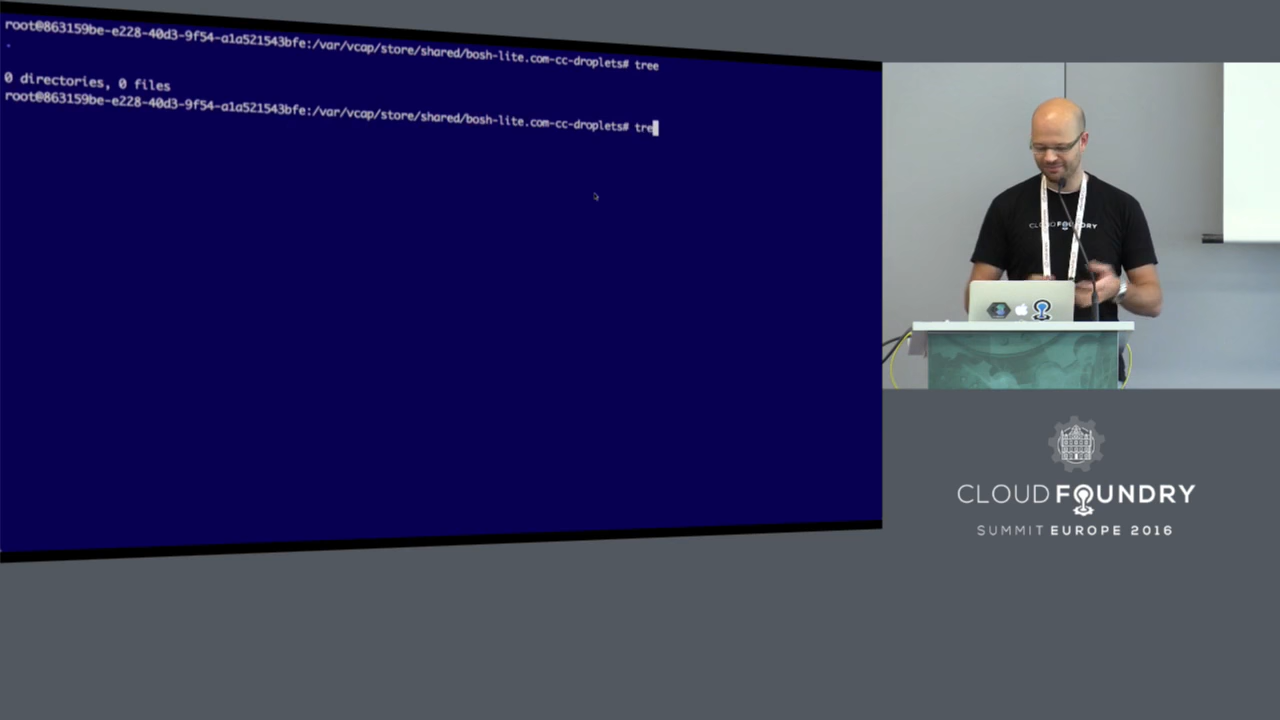 root@863159be-e228-40d3-9f54-a1a521543bfe:/var/vcap/store/shared/bosh-lite.com-cc-droplets# tree
.
0 directories, 0 files
root@863159be-e228-40d3-9f54-a1a521543bfe:/var/vcap/store/shared/bosh-lite.com-cc-droplets# tre
CLOUD FOUNDRY
CLOUD FOUNDRY
SUMMIT EUROPE 2016